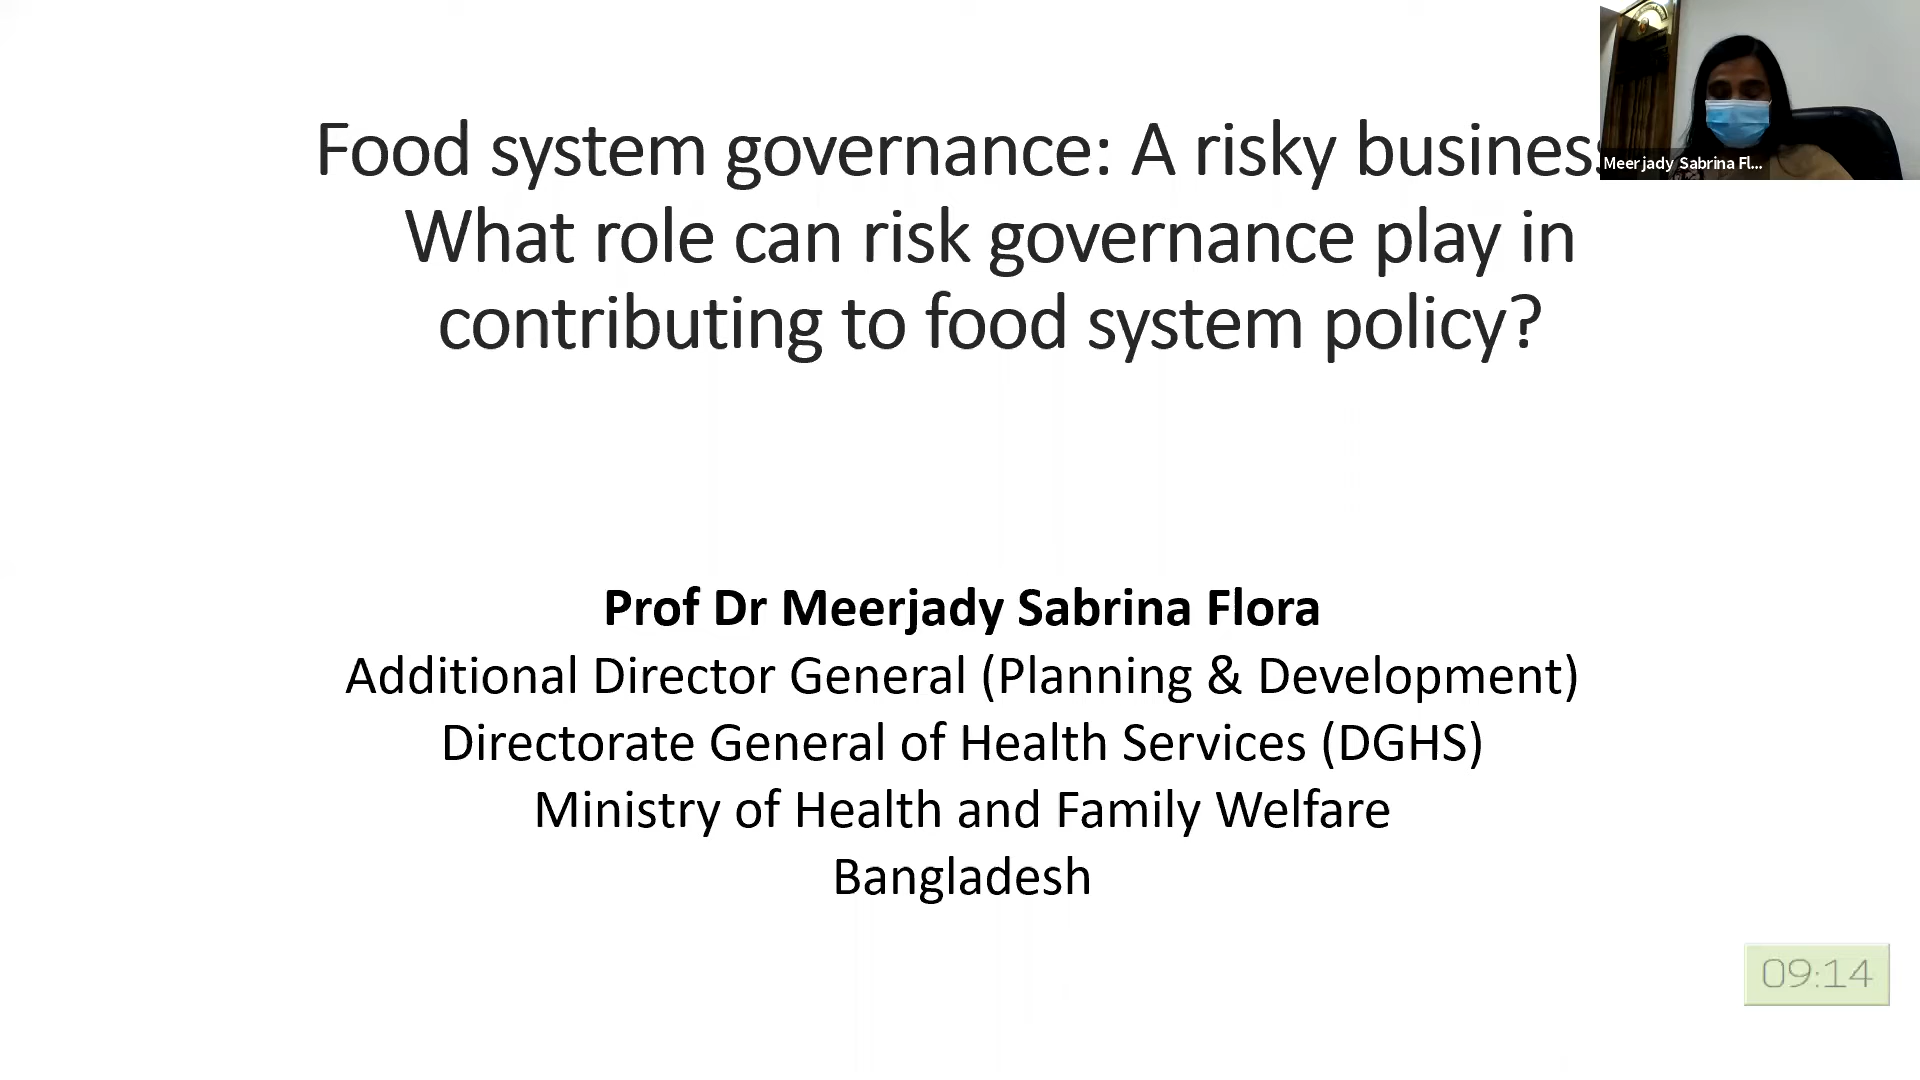 Food system governance: A risky business
What role can risk governance play in
contributing to food system policy?
Meerjady Sabrina Fl...
Prof Dr Meerjady Sabrina Flora
Additional Director General (Planning & Development)
Directorate General of Health Services (DGHS)
Ministry of Health and Family Welfare
Bangladesh
09:14